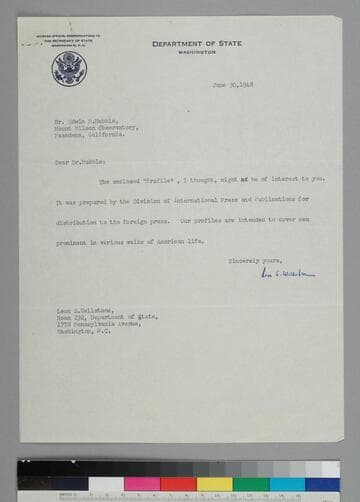 ADDRESS OFFICIAL COMMUNICATIONS TO
THE SECRETARY OF STATE
WASHINGTON 25, D. C.
DEPARTMENT OF STATE
WASHINGTON
June 30, 1948
Dr. Edwin P.Hubble,
Mount Wilson Observatory,
Pasadena, California.
Dear Dr.Hubble:
The enclosed "Profile" , I thought, might be of interest to you.
It was prepared by the Division of International Press and Publications for
distribution to the foreign press. Our profiles are intended to cover men
prominent in various walks of American life.
Sincerely yours,
Leon S.Wellstone,
Room 232, Department of State,
1778 Pennsylvania Avenue,
Washington, D.C.